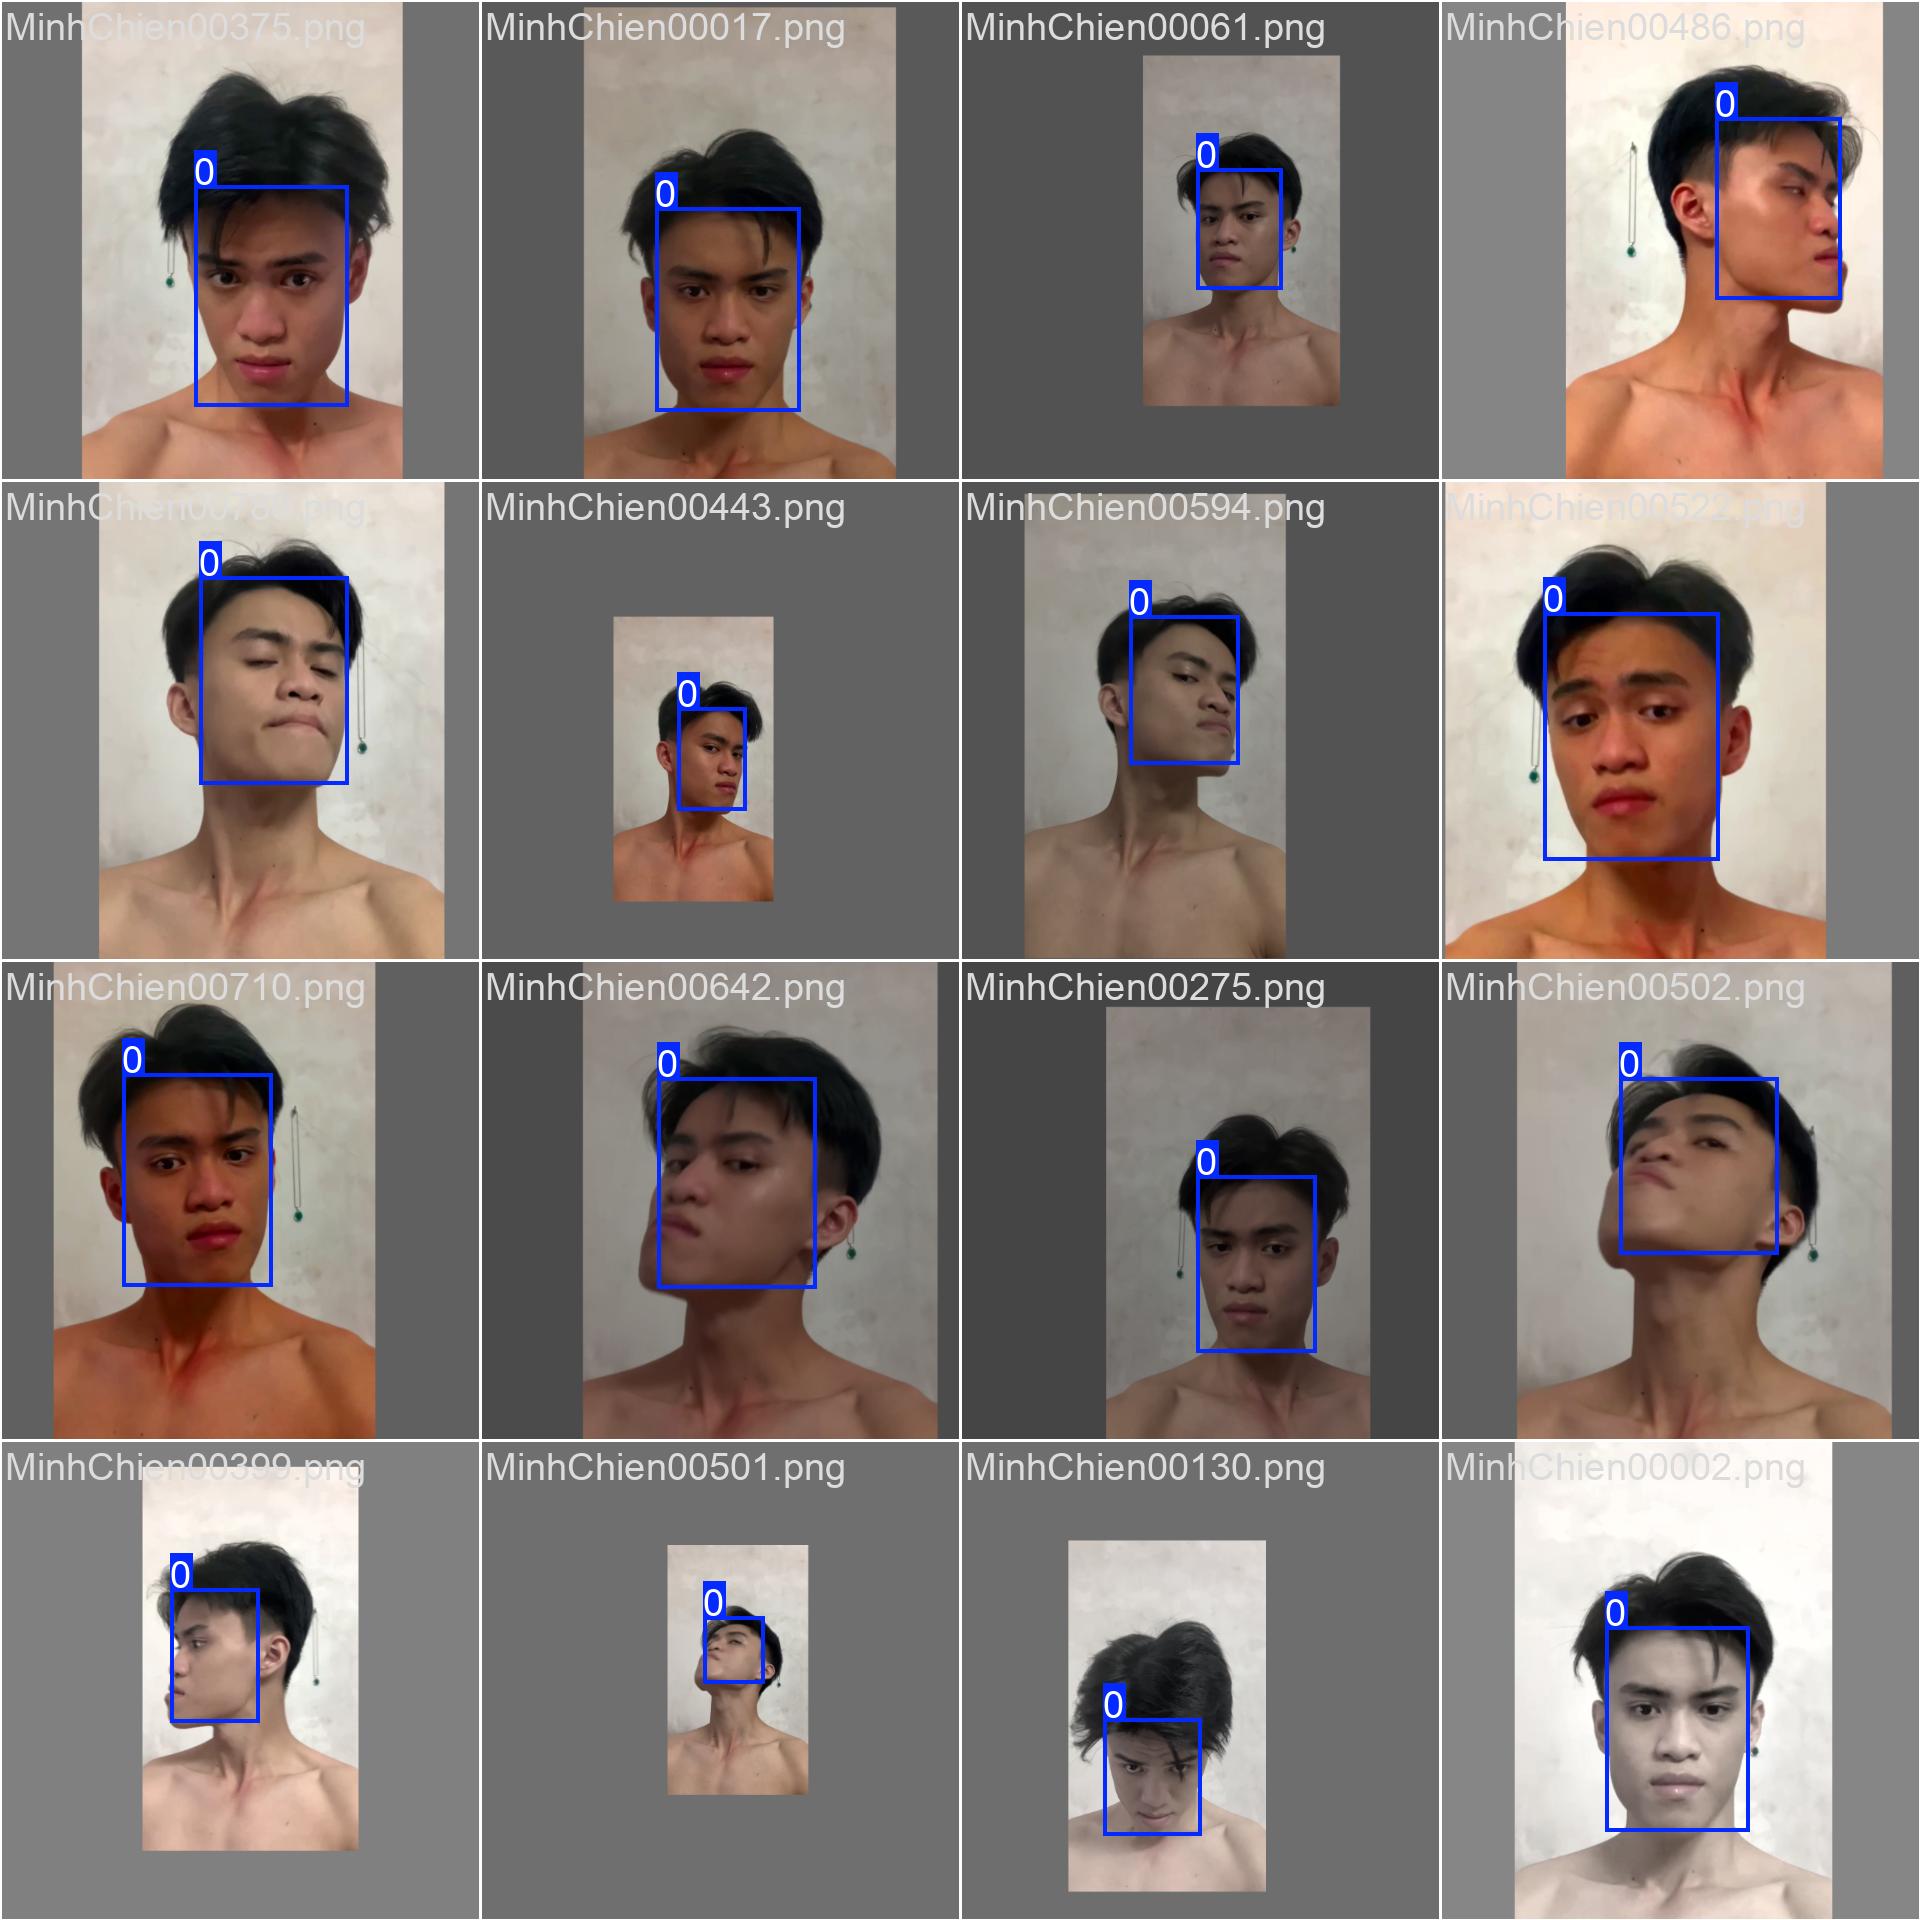 MinhChien00375.png
MinhChien00017.png
MinhChien00061.png
MinhChien00486.png
0
0
0
0
MinhChien00443.png
MinhChien00594.png
MinhChien00522.png
0
0
0
0
MinhChien00710.png
MinhChien00642.png
MinhChien00275.png
MinhChien00502.png
0
0
0
0
MinhChien00399.png
MinhChien00501.png
MinhChien00130.png
MinhChien00002.png
0
0
0
0